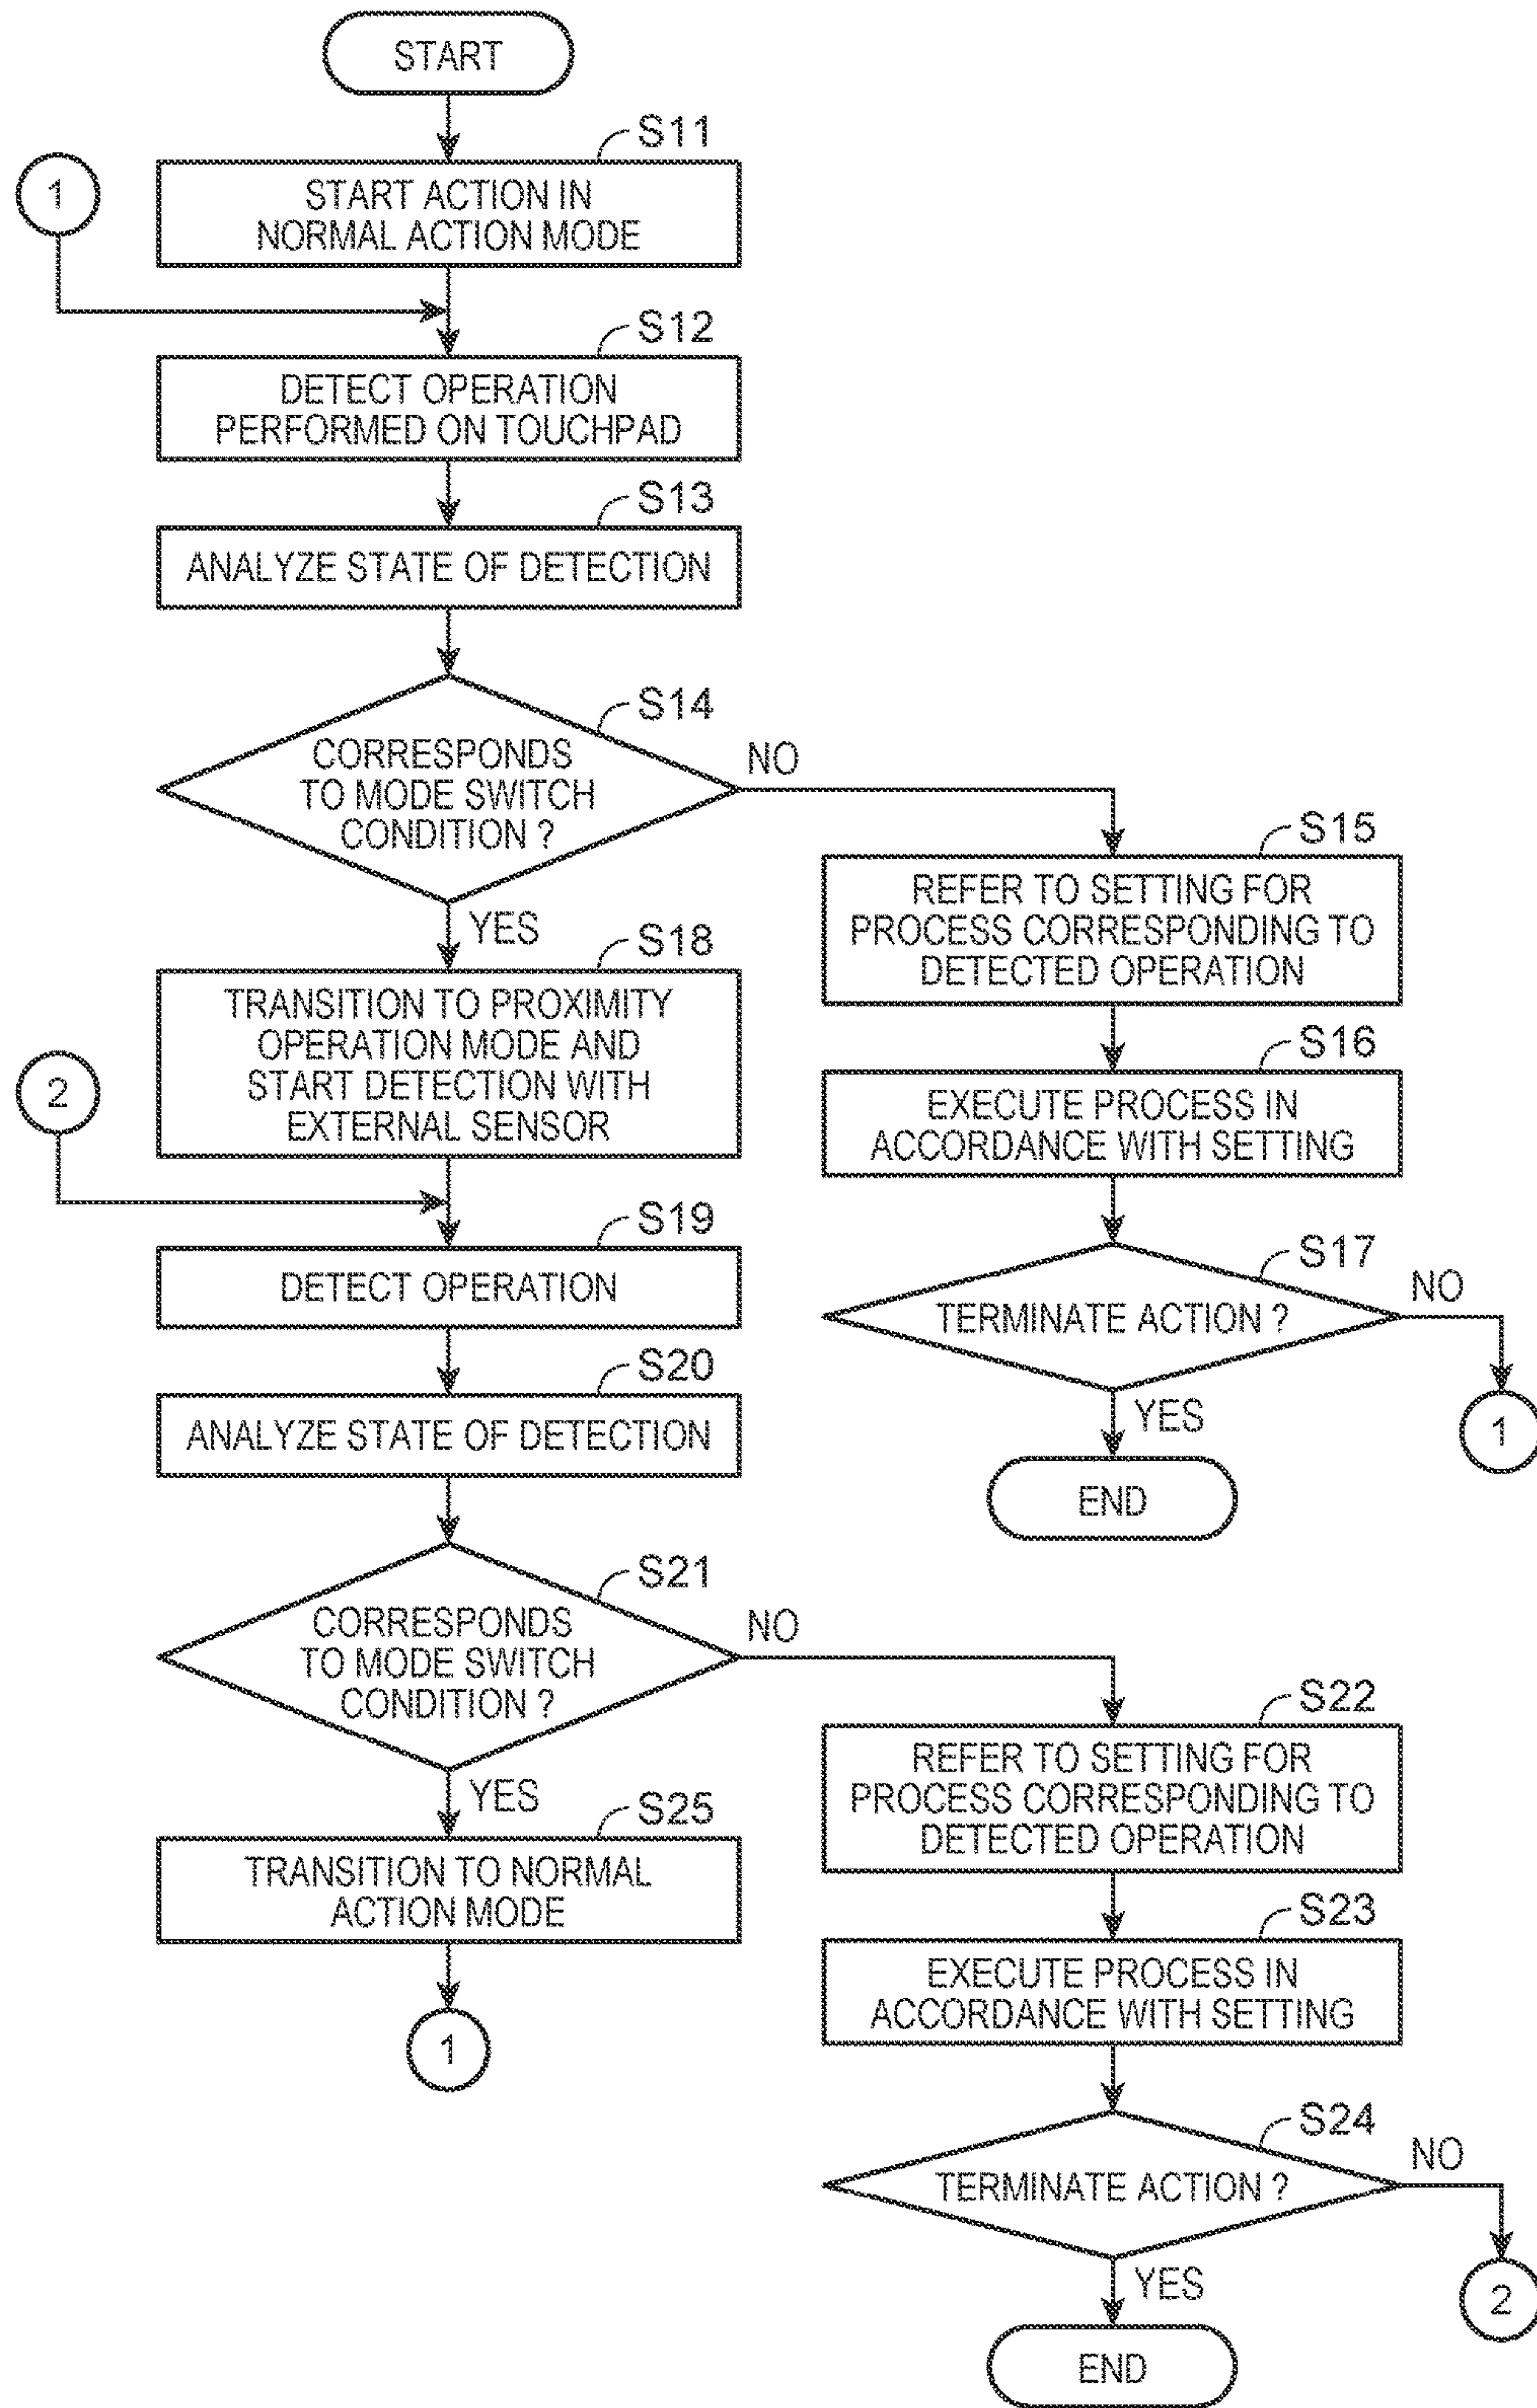 START
S11
1
START ACTION IN
NORMAL ACTION MODE
S12
DETECT OPERATION
PERFORMED ON TOUCHPAD
S13
ANALYZE STATE OF DETECTION
S14
CORRESPONDS
TO MODE SWITCH
CONDITION ?
NO
YES
S15
REFER TO SETTING FOR
PROCESS CORRESPONDING TO
DETECTED OPERATION
S16
EXECUTE PROCESS IN
ACCORDANCE WITH SETTING
S17
TERMINATE ACTION ?
NO
1
YES
END
S18
TRANSITION TO PROXIMITY
OPERATION MODE AND
START DETECTION WITH
EXTERNAL SENSOR
2
S19
DETECT OPERATION
S20
ANALYZE STATE OF DETECTION
S21
CORRESPONDS
TO MODE SWITCH
CONDITION ?
NO
YES
S22
REFER TO SETTING FOR
PROCESS CORRESPONDING TO
DETECTED OPERATION
S23
EXECUTE PROCESS IN
ACCORDANCE WITH SETTING
S24
TERMINATE ACTION ?
NO
2
YES
END
S25
TRANSITION TO NORMAL
ACTION MODE
1